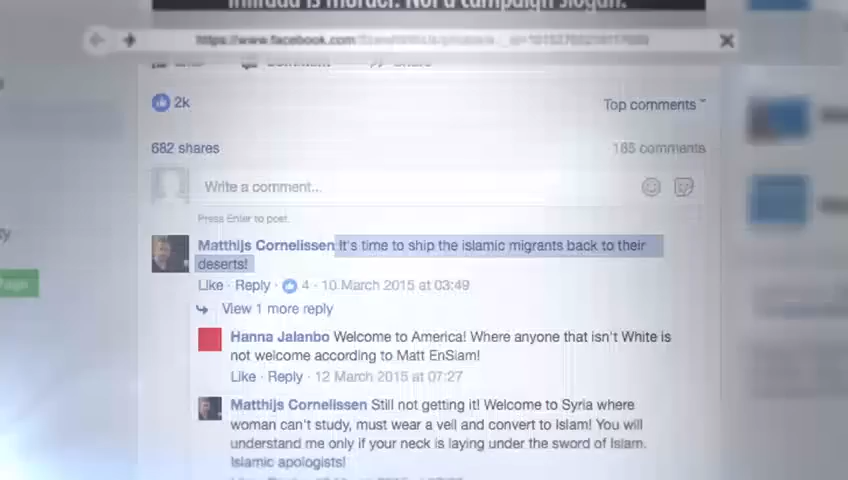 Intifada is murder. Not a campaign slogan.
https://www.facebook.com/
Share
2k
Top comments
682 shares
165 comments
Write a comment...
Press Enter to post.
Matthijs Cornelissen It's time to ship the islamic migrants back to their
deserts!
Like · Reply · 4 · 10 March 2015 at 03:49
View 1 more reply
Hanna Jalanbo Welcome to America! Where anyone that isn't White is
not welcome according to Matt EnSiam!
Like · Reply · 12 March 2015 at 07:27
Matthijs Cornelissen Still not getting it! Welcome to Syria where
woman can't study, must wear a veil and convert to Islam! You will
understand me only if your neck is laying under the sword of Islam.
Islamic apologists!